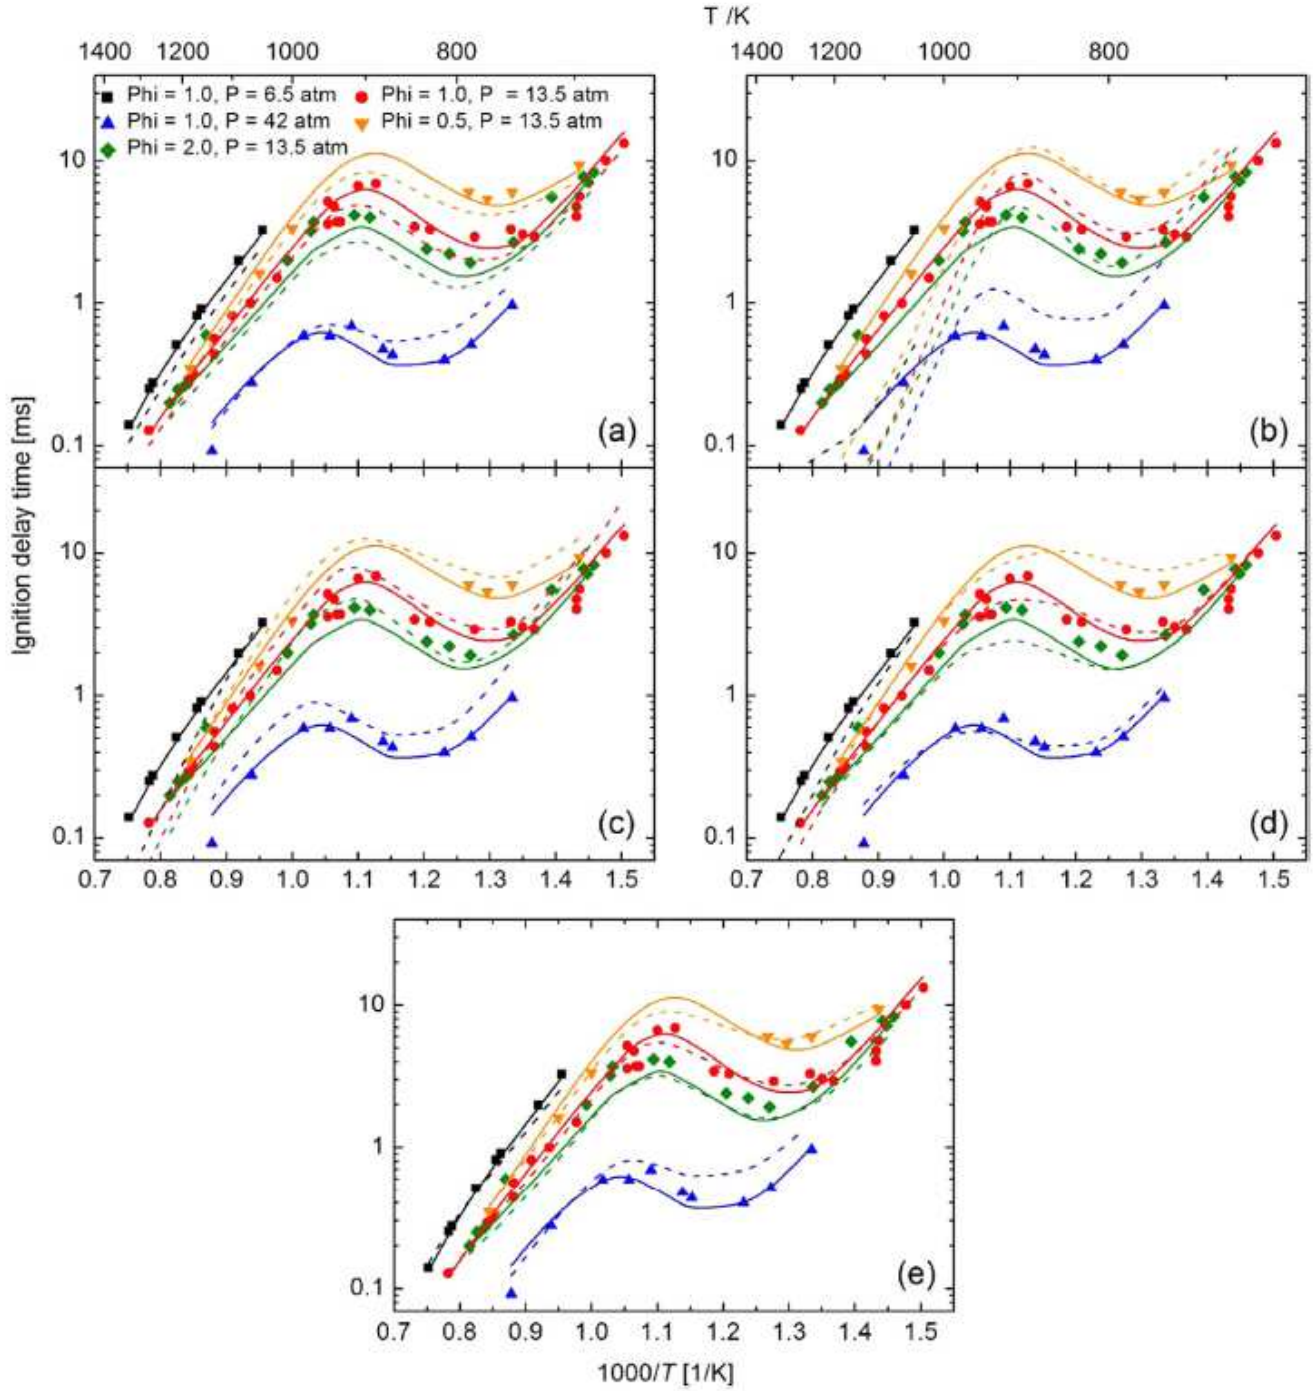 T /K
1400 1200 1000 800 1400 1200 1000 800
Phi = 1.0, P = 6.5 atm Phi = 1.0, P = 13.5 atm
Phi = 1.0, P = 42 atm Phi = 0.5, P = 13.5 atm
Phi = 2.0, P = 13.5 atm
10 10
1 1
0.1 (a) 0.1 (b)
Ignition delay time [ms]
10 10
1 1
0.1 (c) 0.1 (d)
0.7 0.8 0.9 1.0 1.1 1.2 1.3 1.4 1.5 0.7 0.8 0.9 1.0 1.1 1.2 1.3 1.4 1.5
10
1
0.1 (e)
0.7 0.8 0.9 1.0 1.1 1.2 1.3 1.4 1.5
1000/T [1/K]